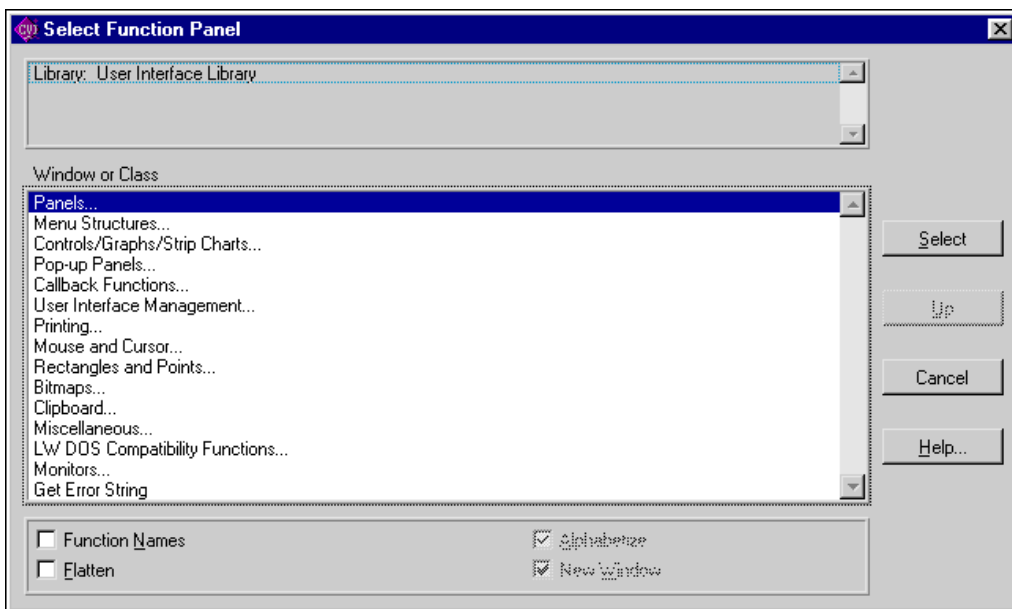 CVI Select Function Panel
Library: User Interface Library
Window or Class
Panels...
Menu Structures...
Controls/Graphs/Strip Charts...
Pop-up Panels...
Callback Functions...
User Interface Management...
Printing...
Mouse and Cursor...
Rectangles and Points...
Bitmaps...
Clipboard...
Miscellaneous...
LW DOS Compatibility Functions...
Monitors...
Get Error String
Select
Up
Cancel
Help...
Function Names
Alphabetize
Flatten
New Window